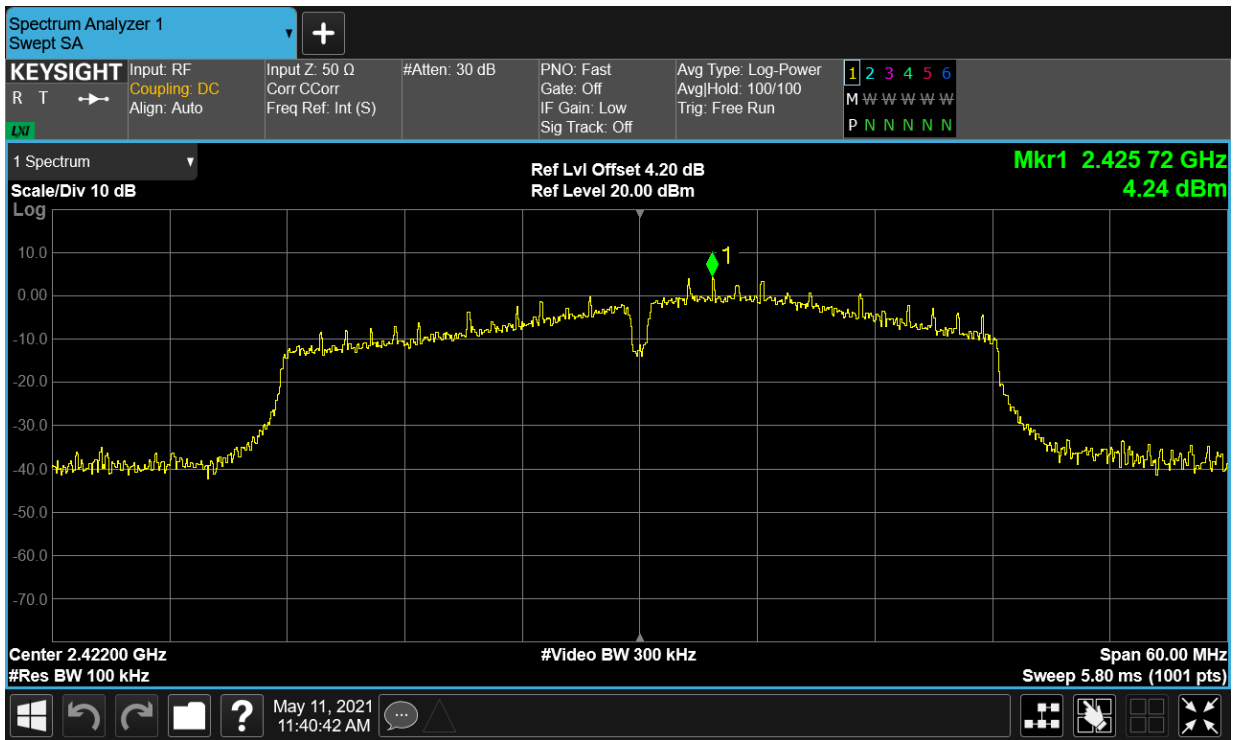 Spectrum Analyzer 1
Swept SA
KEYSIGHT Input: RF Input Z: 50 Ω #Atten: 30 dB PNO: Fast Avg Type: Log-Power 1 2 3 4 5 6
R T Coupling: DC Corr CCorr Gate: Off Avg|Hold: 100/100 M W W W W W
Align: Auto Freq Ref: Int (S) IF Gain: Low Trig: Free Run
LXI Sig Track: Off P N N N N N
1 Spectrum Ref Lvl Offset 4.20 dB Mkr1 2.425 72 GHz
Scale/Div 10 dB Ref Level 20.00 dBm 4.24 dBm
Log
1
10.0
0.00
-10.0
-20.0
-30.0
-40.0
-50.0
-60.0
-70.0
Center 2.42200 GHz #Video BW 300 kHz Span 60.00 MHz
#Res BW 100 kHz Sweep 5.80 ms (1001 pts)
? May 11, 2021
11:40:42 AM